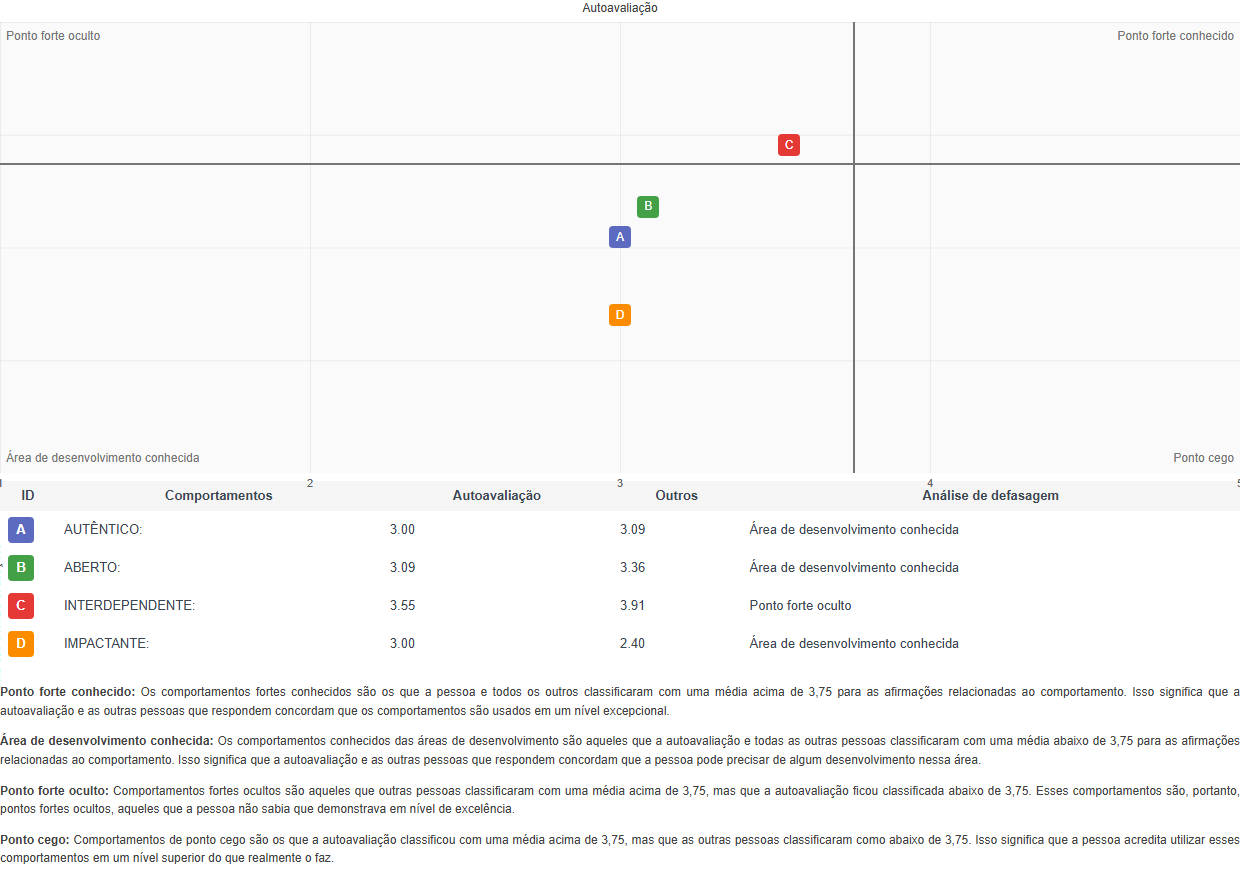 Autoavaliação
Ponto forte oculto
Ponto forte conhecido
C
B
A
D
Área de desenvolvimento conhecida
Ponto cego
1 2 3 4 5
ID Comportamentos Autoavaliação Outros Análise de defasagem
A AUTÊNTICO: 3.00 3.09 Área de desenvolvimento conhecida
B ABERTO: 3.09 3.36 Área de desenvolvimento conhecida
C INTERDEPENDENTE: 3.55 3.91 Ponto forte oculto
D IMPACTANTE: 3.00 2.40 Área de desenvolvimento conhecida
Ponto forte conhecido: Os comportamentos fortes conhecidos são os que a pessoa e todos os outros classificaram com uma média acima de 3,75 para as afirmações relacionadas ao comportamento. Isso significa que a
autoavaliação e as outras pessoas que respondem concordam que os comportamentos são usados em um nível excepcional.
Área de desenvolvimento conhecida: Os comportamentos conhecidos das áreas de desenvolvimento são aqueles que a autoavaliação e todas as outras pessoas classificaram com uma média abaixo de 3,75 para as afirmações
relacionadas ao comportamento. Isso significa que a autoavaliação e as outras pessoas que respondem concordam que a pessoa pode precisar de algum desenvolvimento nessa área.
Ponto forte oculto: Comportamentos fortes ocultos são aqueles que outras pessoas classificaram com uma média acima de 3,75, mas que a autoavaliação ficou classificada abaixo de 3,75. Esses comportamentos são, portanto,
pontos fortes ocultos, aqueles que a pessoa não sabia que demonstrava em nível de excelência.
Ponto cego: Comportamentos de ponto cego são os que a autoavaliação classificou com uma média acima de 3,75, mas que as outras pessoas classificaram como abaixo de 3,75. Isso significa que a pessoa acredita utilizar esses
comportamentos em um nível superior do que realmente o faz.